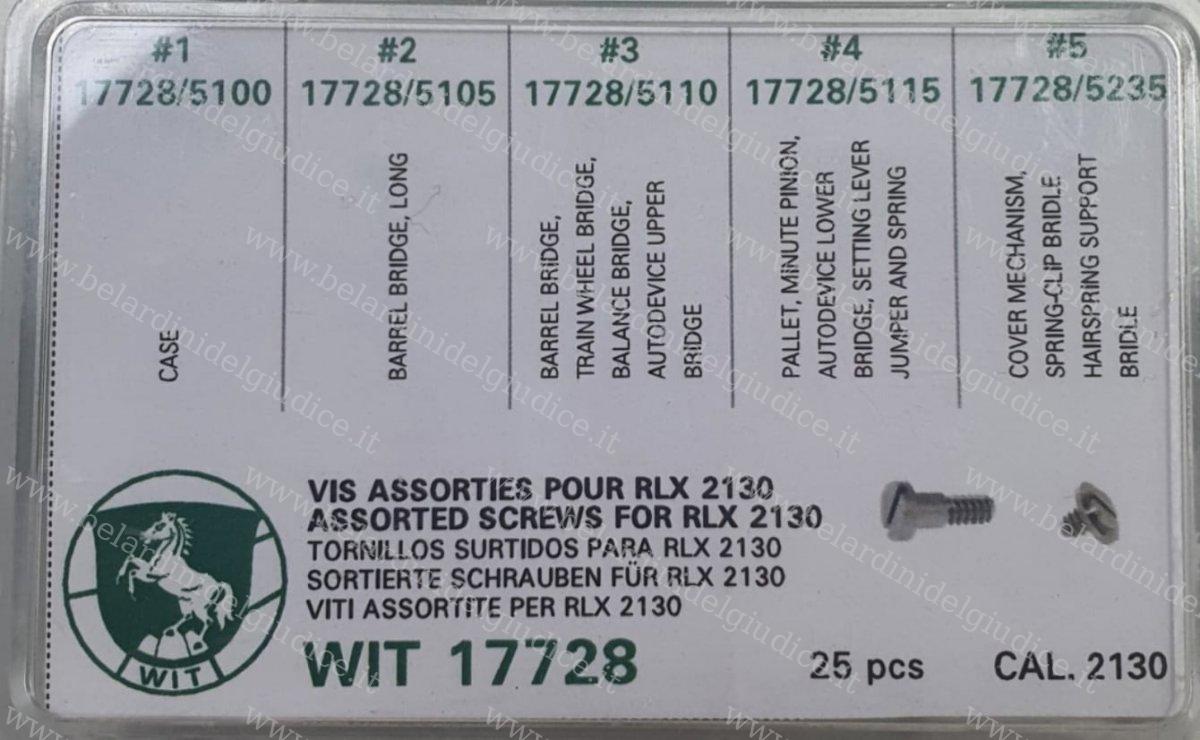 #1
17728/5100
CASE
#2
17728/5105
BARREL BRIDGE, LONG
#3
17728/5110
BARREL BRIDGE,
TRAIN WHEEL BRIDGE,
BALANCE BRIDGE,
AUTODEVICE UPPER
BRIDGE
#4
17728/5115
PALLET, MINUTE PINION,
AUTODEVICE LOWER
BRIDGE, SETTING LEVER
JUMPER AND SPRING
#5
17728/5235
COVER MECHANISM,
SPRING-CLIP BRIDLE
HAIRSPRING SUPPORT
BRIDLE
VIS ASSORTIES POUR RLX 2130
ASSORTED SCREWS FOR RLX 2130
TORNILLOS SURTIDOS PARA RLX 2130
SORTIERTE SCHRAUBEN FÜR RLX 2130
VITI ASSORTITE PER RLX 2130
WIT 17728
25 pcs
CAL. 2130
WIT
www.belardinidelgiudice.it